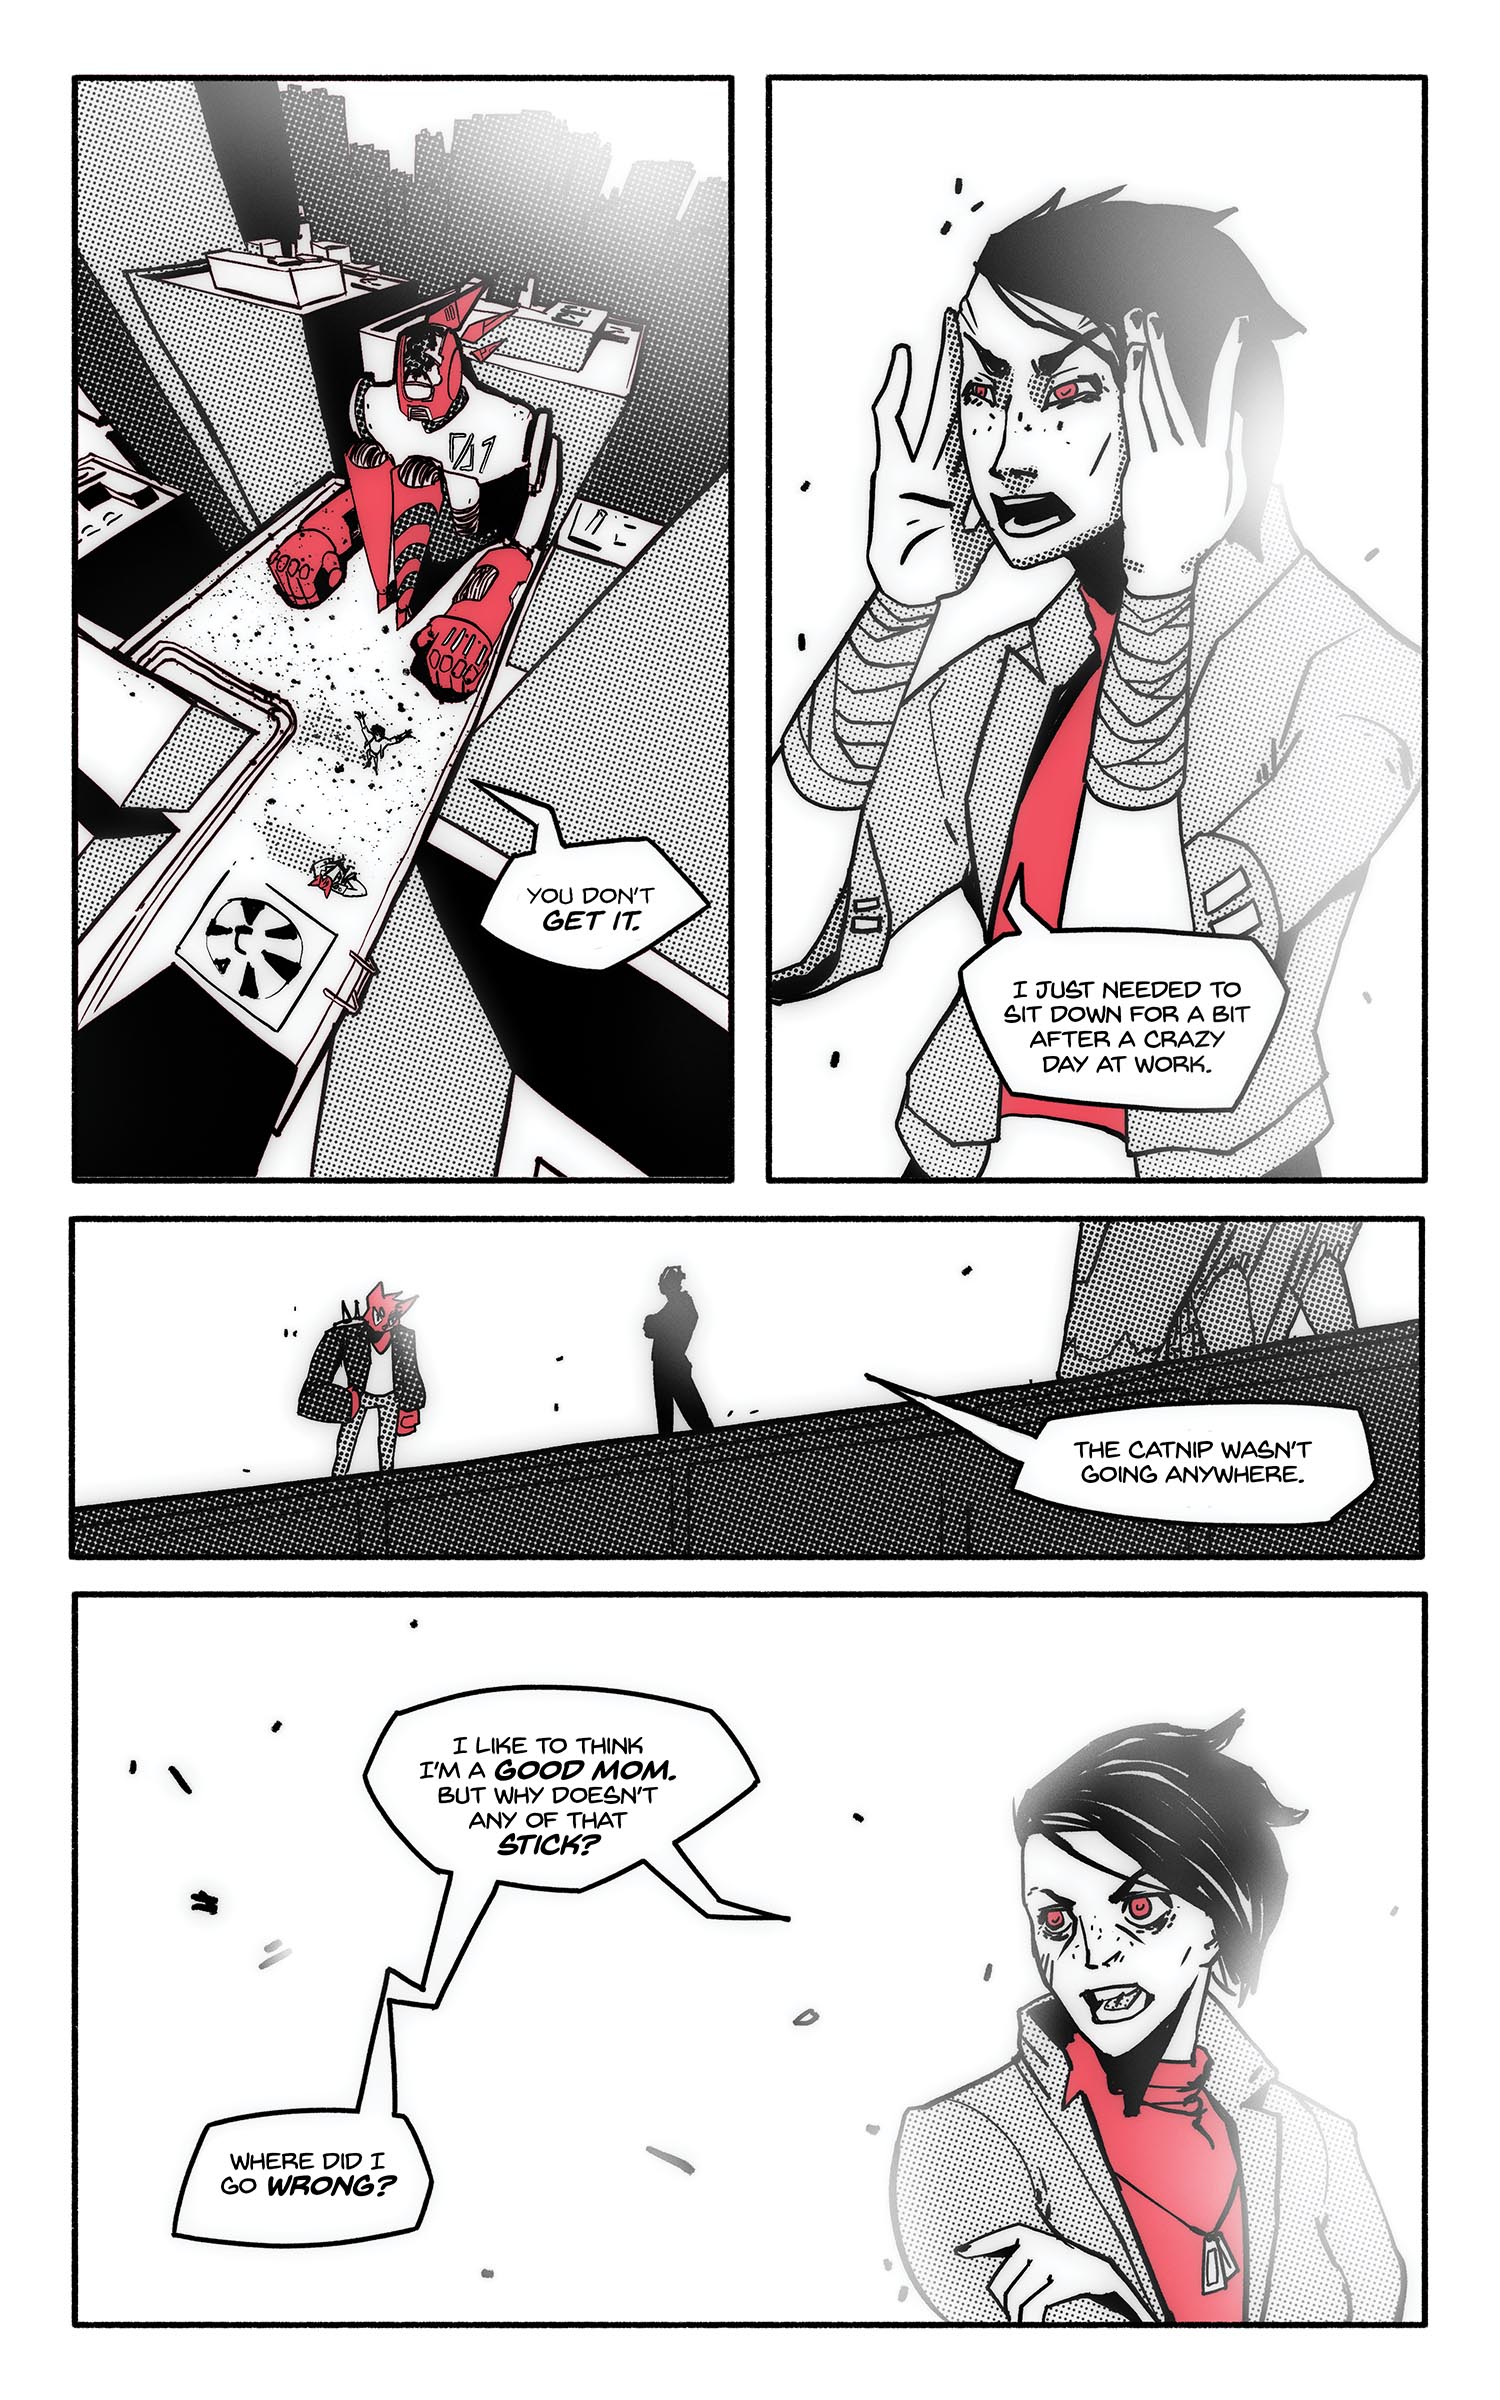 01
YOU DON'T
GET IT.
I JUST NEEDED TO
SIT DOWN FOR A BIT
AFTER A CRAZY
DAY AT WORK.
THE CATNIP WASN'T
GOING ANYWHERE.
I LIKE TO THINK
I'M A GOOD MOM.
BUT WHY DOESN'T
ANY OF THAT
STICK?
WHERE DID I
GO WRONG?